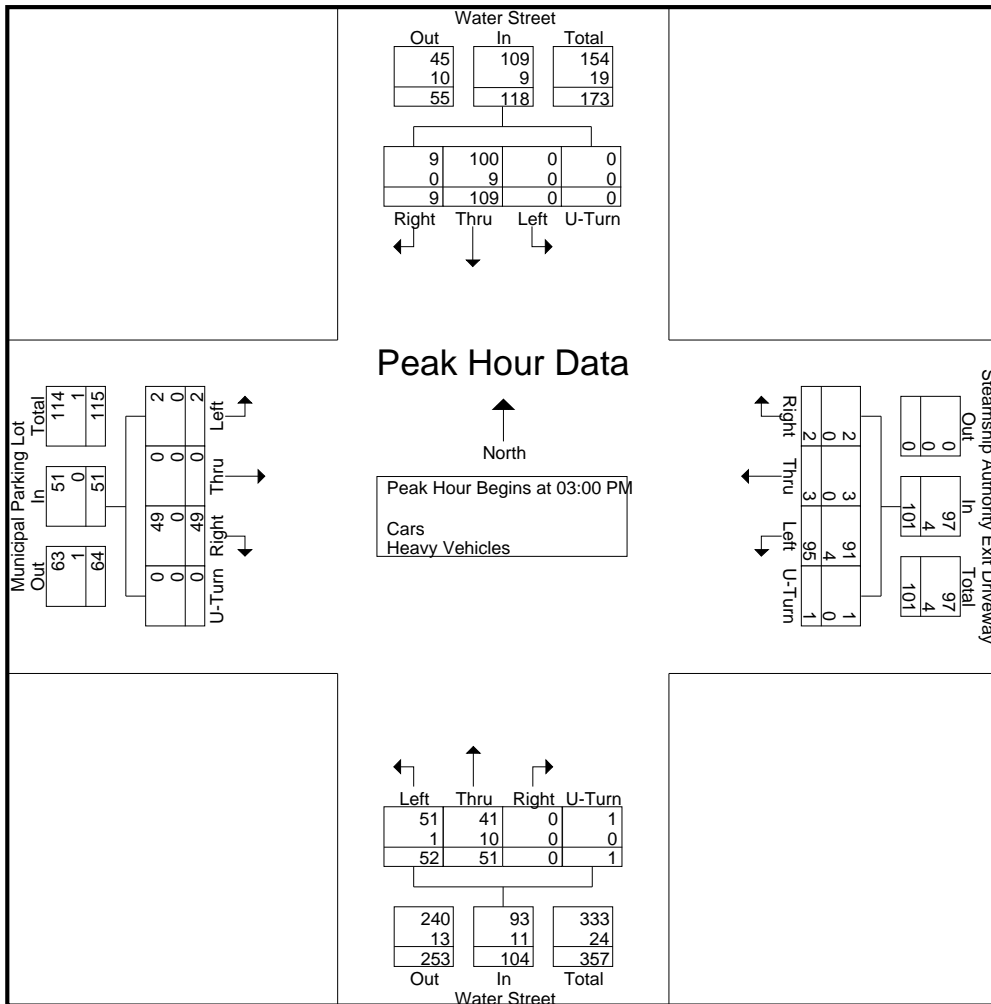 Water Street
Out In Total
45 109 154
10 9 19
55 118 173
9 100 0 0
0 9 0 0
9 109 0 0
Right Thru Left U-Turn
Peak Hour Data
North
Peak Hour Begins at 03:00 PM
Cars
Heavy Vehicles
Municipal Parking Lot
Out In Total
63 51 114
1 0 1
64 51 115
U-Turn Right Thru Left
0 49 0 2
0 0 0 0
0 49 0 2
Steamship Authority Exit Driveway
Out In Total
0 97 97
0 4 4
0 101 101
Right Thru Left U-Turn
2 3 91 1
0 0 4 0
2 3 95 1
Left Thru Right U-Turn
51 41 0 1
1 10 0 0
52 51 0 1
240 93 333
13 11 24
253 104 357
Out In Total
Water Street